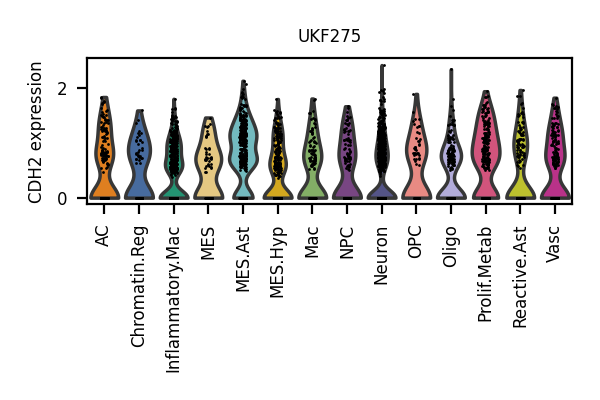 UKF275
CDH2 expression
2
0
AC
Chromatin.Reg
Inflammatory.Mac
MES
MES.Ast
MES.Hyp
Mac
NPC
Neuron
OPC
Oligo
Prolif.Metab
Reactive.Ast
Vasc